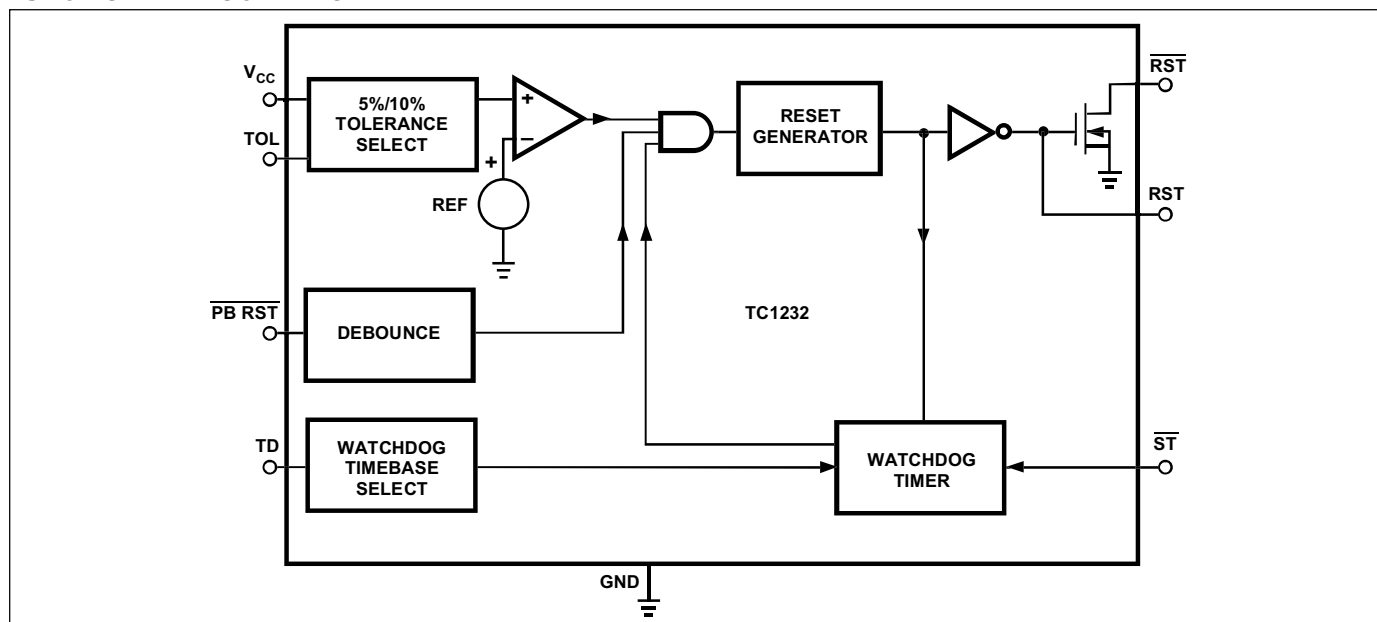 V_CC
TOL
5%/10%
TOLERANCE
SELECT
+
−
+
REF
RESET
GENERATOR
RST
RST
PB RST
DEBOUNCE
TC1232
TD
WATCHDOG
TIMEBASE
SELECT
WATCHDOG
TIMER
ST
GND